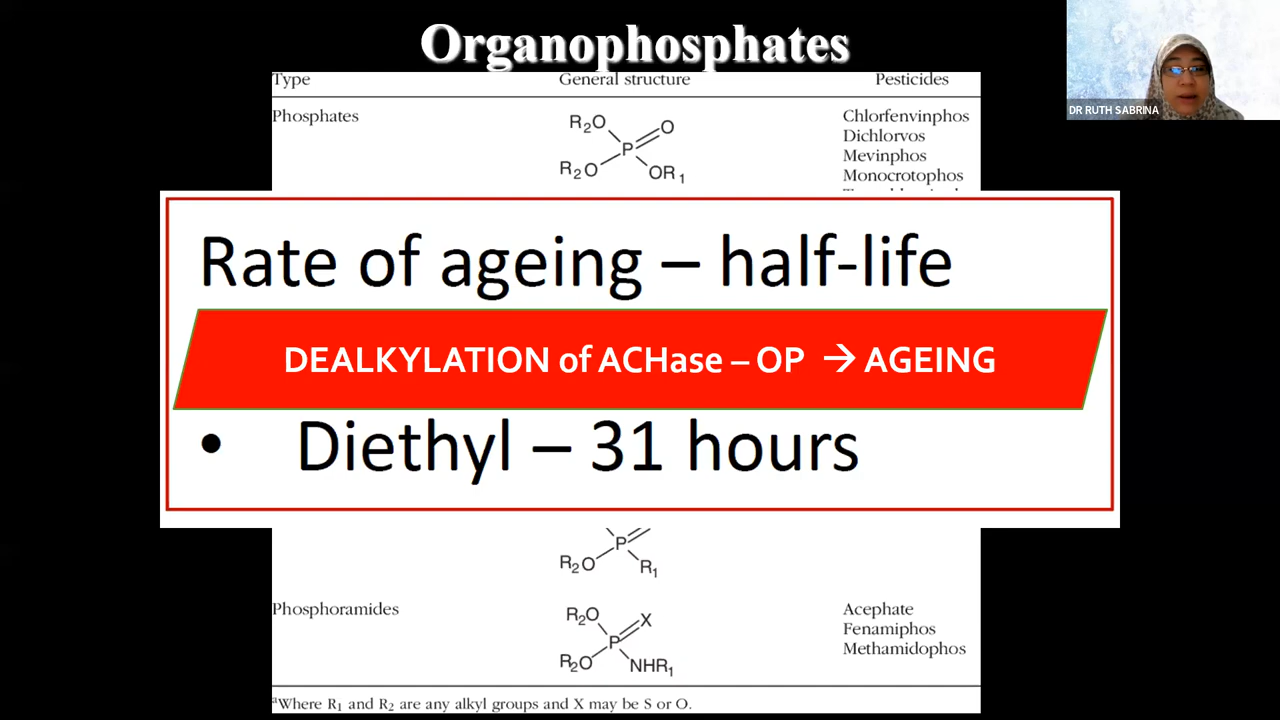 Organophosphates
DR RUTH SABRINA
Type General structure Pesticides
Phosphates
R2O O
P
R2O OR1
Chlorfenvinphos
Dichlorvos
Mevinphos
Monocrotophos
Rate of ageing – half-life
DEALKYLATION of ACHase – OP → AGEING
• Diethyl – 31 hours
P
R2O R1
Phosphoramides
R2O X
P
R2O NHR1
Acephate
Fenamiphos
Methamidophos
aWhere R1 and R2 are any alkyl groups and X may be S or O.